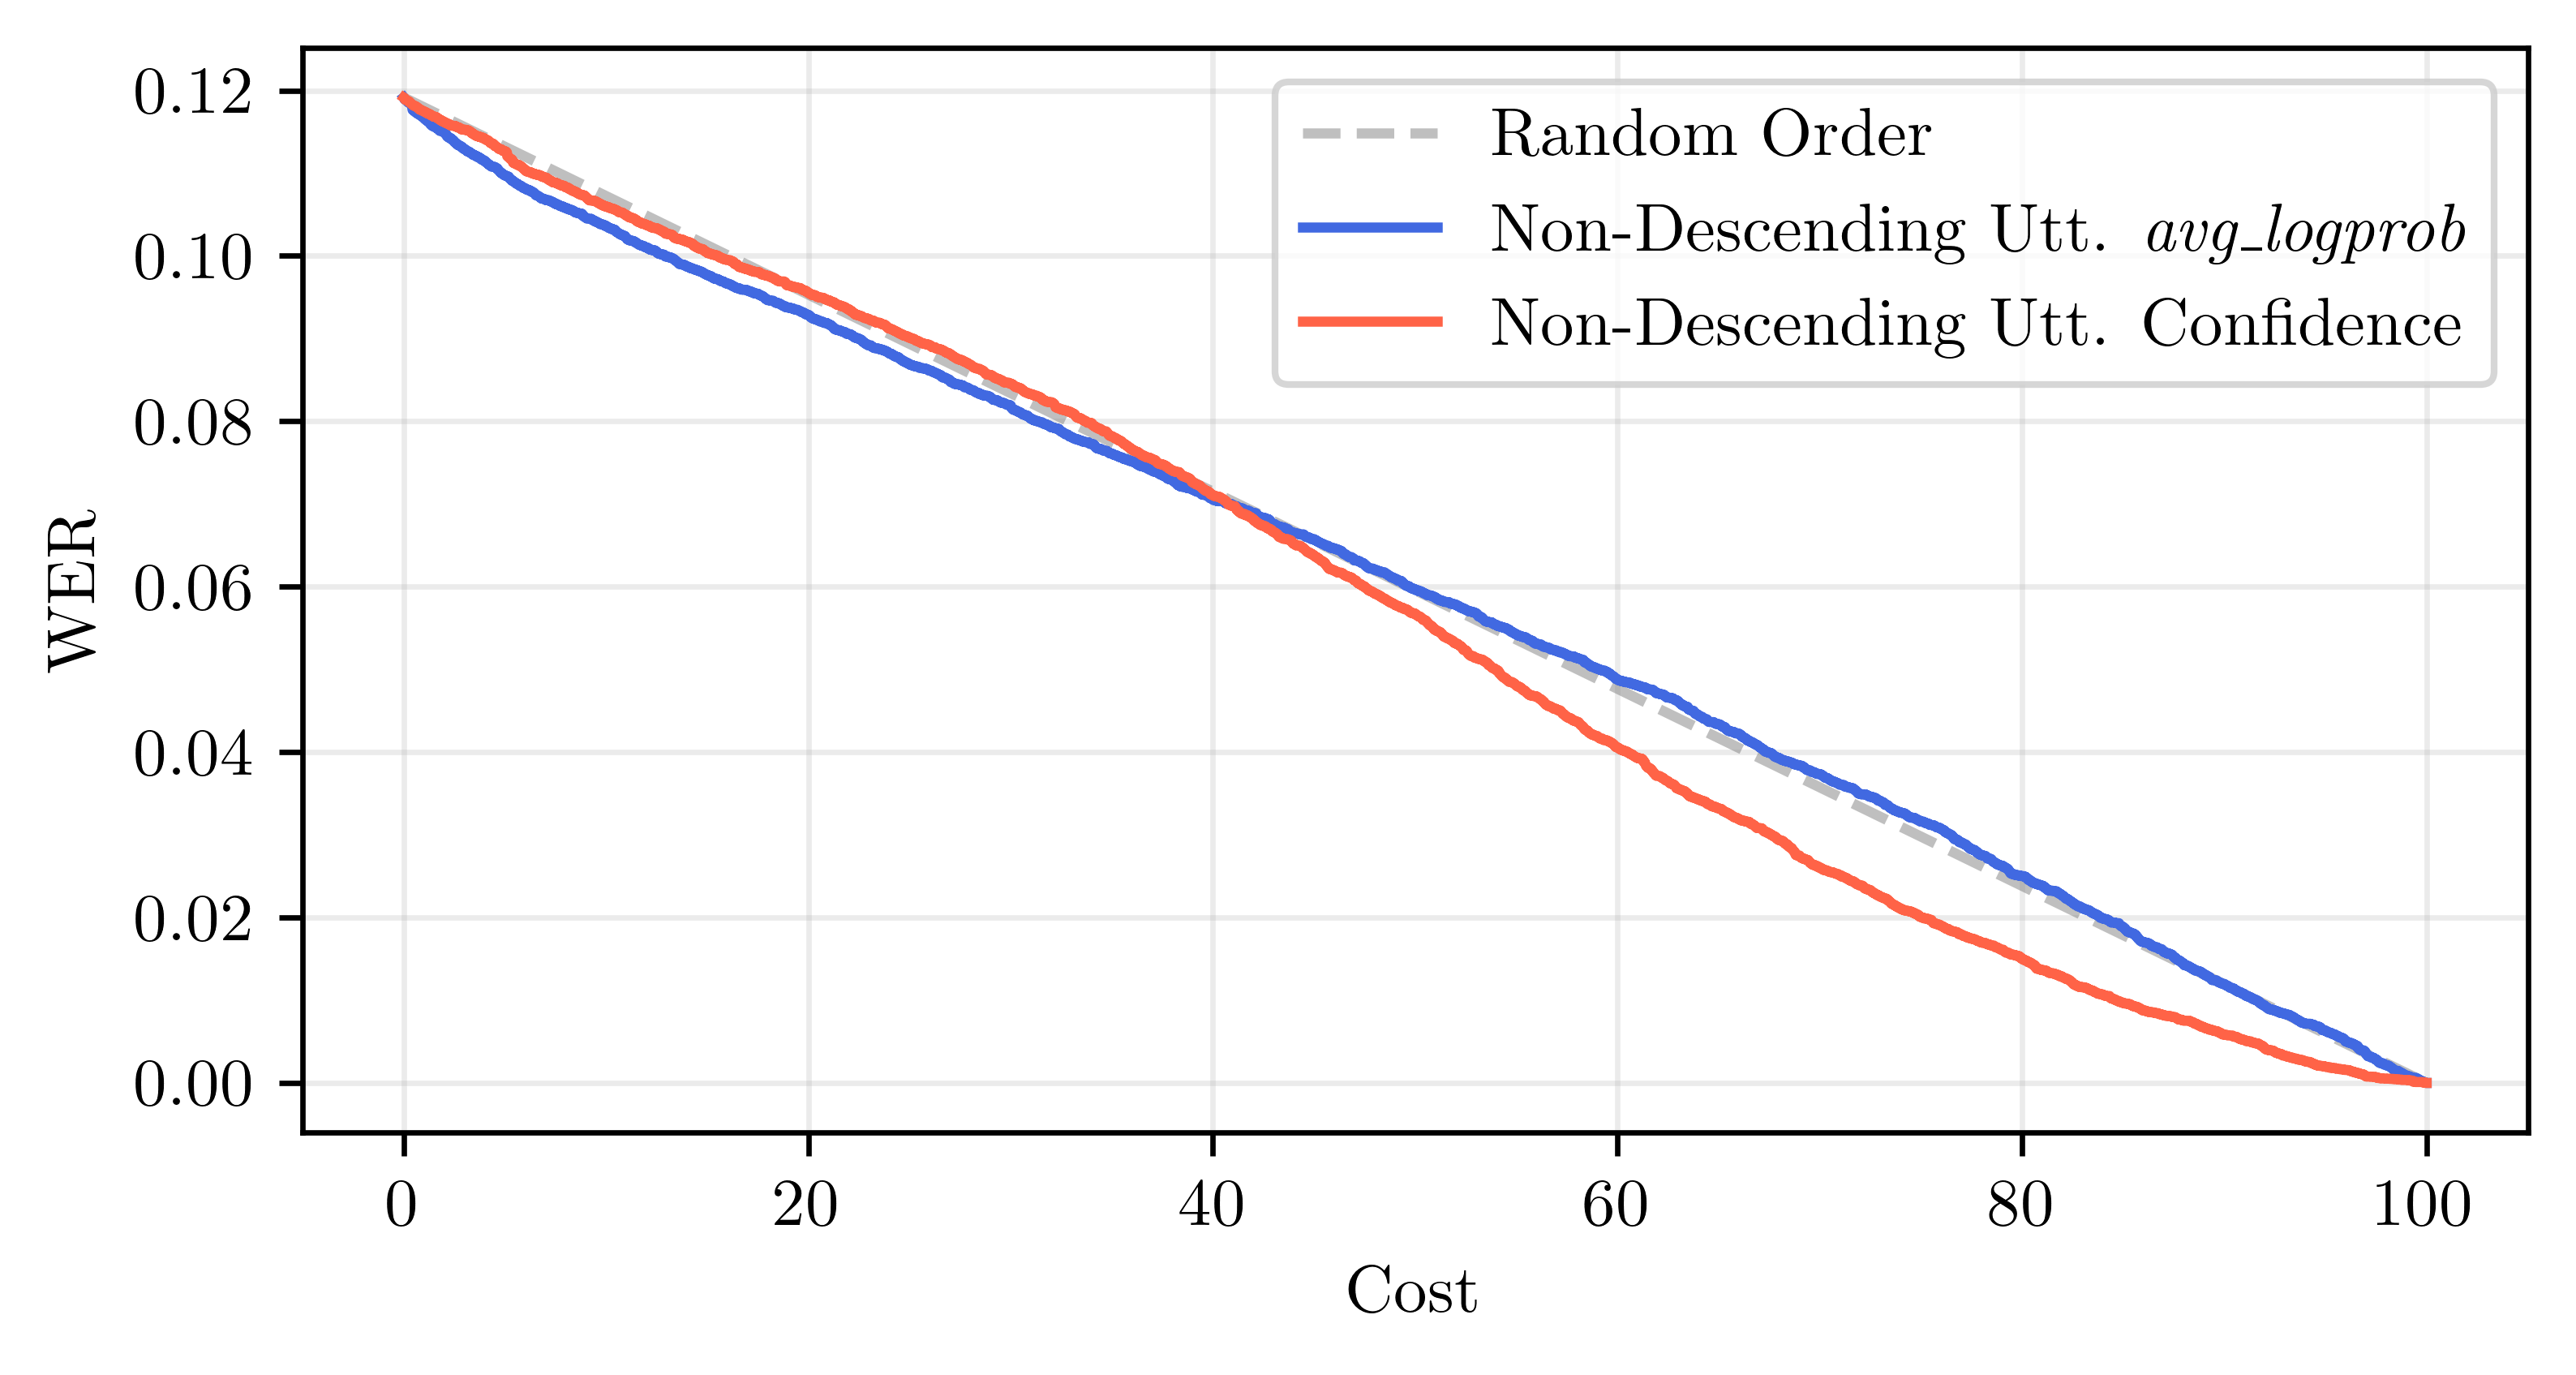 0.12
0.10
0.08
0.06
0.04
0.02
0.00
WER
Random Order
Non-Descending Utt. avg_logprob
Non-Descending Utt. Confidence
0 20 40 60 80 100
Cost